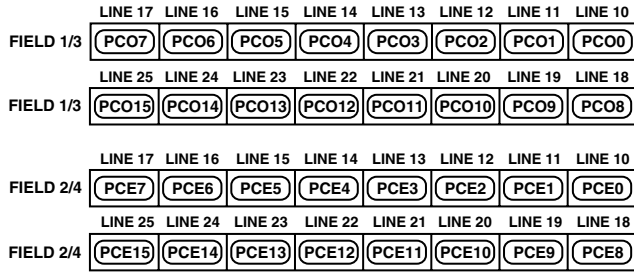 LINE 17 LINE 16 LINE 15 LINE 14 LINE 13 LINE 12 LINE 11 LINE 10
FIELD 1/3 PCO7 PCO6 PCO5 PCO4 PCO3 PCO2 PCO1 PCO0
LINE 25 LINE 24 LINE 23 LINE 22 LINE 21 LINE 20 LINE 19 LINE 18
FIELD 1/3 PCO15 PCO14 PCO13 PCO12 PCO11 PCO10 PCO9 PCO8
LINE 17 LINE 16 LINE 15 LINE 14 LINE 13 LINE 12 LINE 11 LINE 10
FIELD 2/4 PCE7 PCE6 PCE5 PCE4 PCE3 PCE2 PCE1 PCE0
LINE 25 LINE 24 LINE 23 LINE 22 LINE 21 LINE 20 LINE 19 LINE 18
FIELD 2/4 PCE15 PCE14 PCE13 PCE12 PCE11 PCE10 PCE9 PCE8